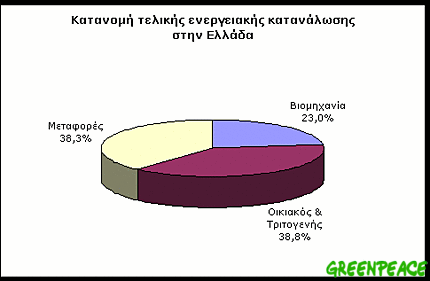 Κατανομή τελικής ενεργειακής κατανάλωσης
στην Ελλάδα
Βιομηχανία
23,0%
Μεταφορές
38,3%
Οικιακός &
Τριτογενής
38,8%
GREENPEACE